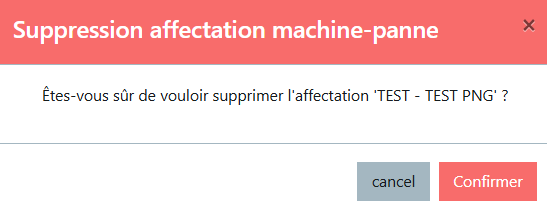 Suppression affectation machine-panne
×
Êtes-vous sûr de vouloir supprimer l'affectation 'TEST - TEST PNG' ?
cancel
Confirmer